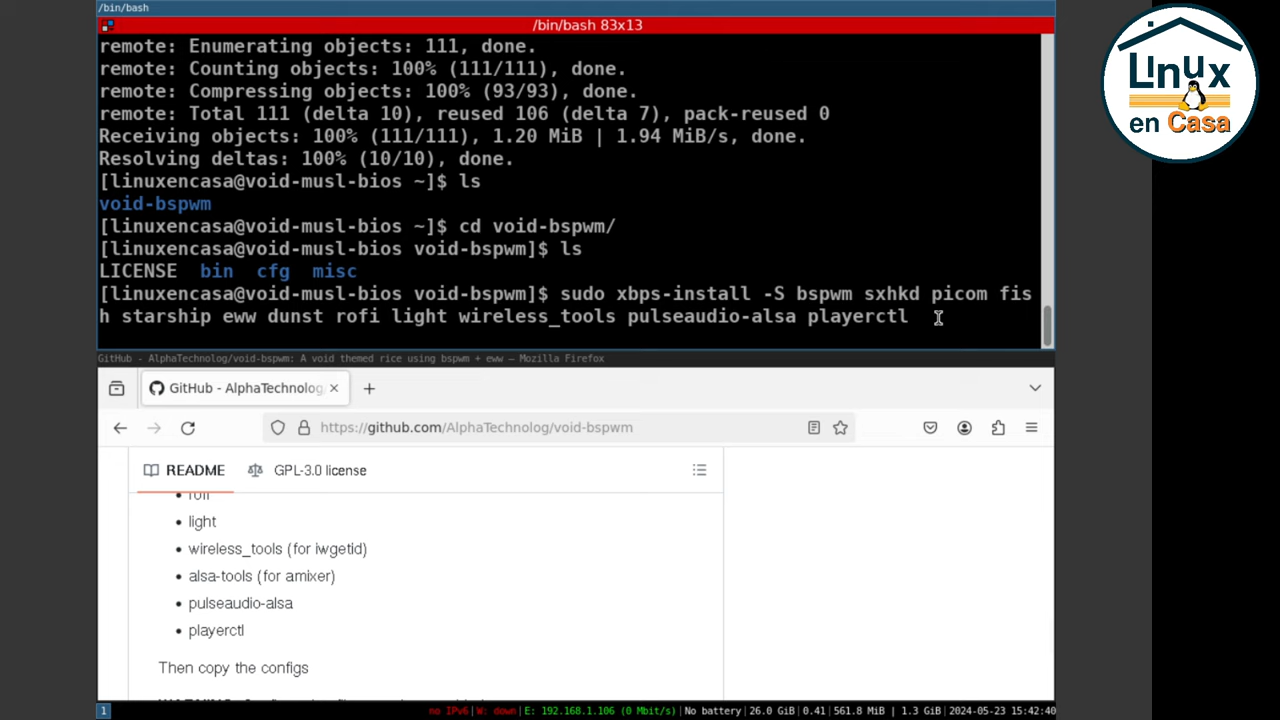 /bin/bash
/bin/bash 83x13
remote: Enumerating objects: 111, done.
remote: Counting objects: 100% (111/111), done.
remote: Compressing objects: 100% (93/93), done.
remote: Total 111 (delta 10), reused 106 (delta 7), pack-reused 0
Receiving objects: 100% (111/111), 1.20 MiB | 1.94 MiB/s, done.
Resolving deltas: 100% (10/10), done.
[linuxencasa@void-musl-bios ~]$ ls
void-bspwm
[linuxencasa@void-musl-bios ~]$ cd void-bspwm/
[linuxencasa@void-musl-bios void-bspwm]$ ls
LICENSE bin cfg misc
[linuxencasa@void-musl-bios void-bspwm]$ sudo xbps-install -S bspwm sxhkd picom fis
h starship eww dunst rofi light wireless_tools pulseaudio-alsa playerctl
Linux
en Casa
GitHub - AlphaTechnolog/void-bspwm: A void themed rice using bspwm + eww — Mozilla Firefox
GitHub - AlphaTechnolog
https://github.com/AlphaTechnolog/void-bspwm
README GPL-3.0 license
• rofi
• light
• wireless_tools (for iwgetid)
• alsa-tools (for amixer)
• pulseaudio-alsa
• playerctl
Then copy the configs
1 no IPv6|W: down|E: 192.168.1.106 (0 Mbit/s)|No battery|26.0 GiB|0.41|561.8 MiB | 1.3 GiB|2024-05-23 15:42:40